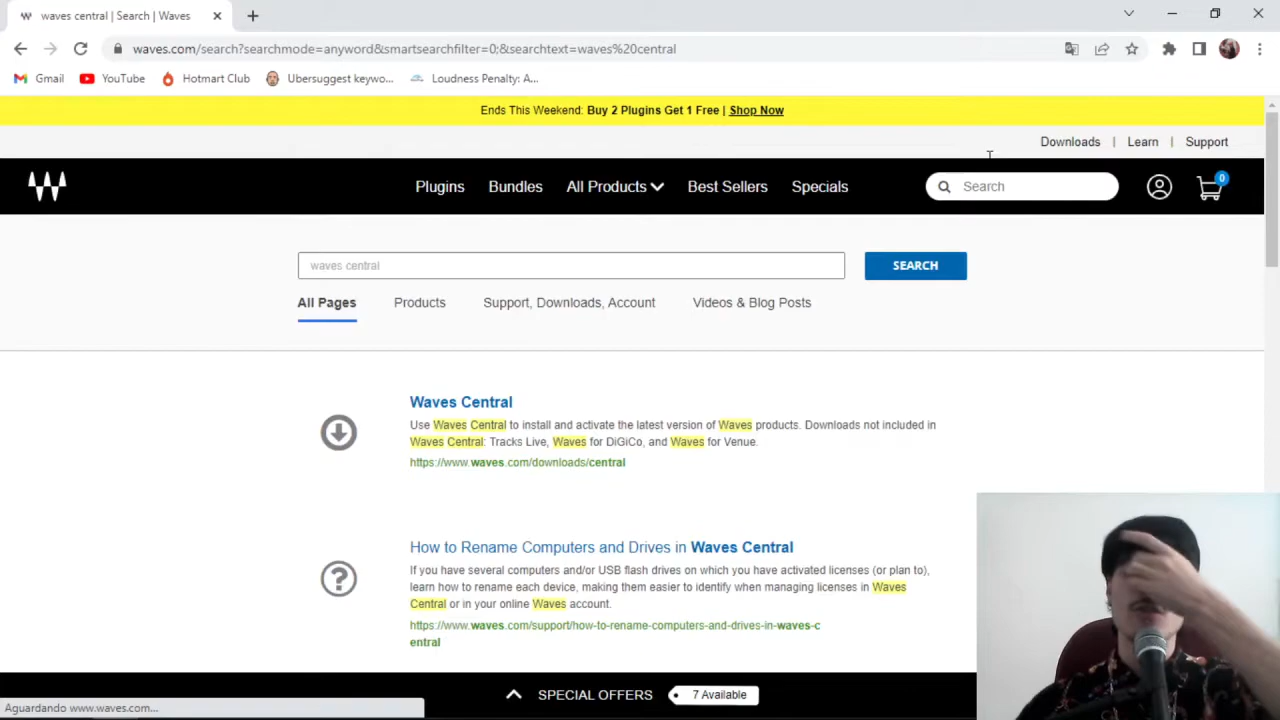 waves central | Search | Waves
waves.com/search?searchmode=anyword&smartsearchfilter=0;&searchtext=waves%20central
Gmail YouTube Hotmart Club Ubersuggest keywo... Loudness Penalty: A...
Ends This Weekend: Buy 2 Plugins Get 1 Free | Shop Now
Downloads | Learn | Support
Plugins Bundles All Products Best Sellers Specials Search 0
waves central SEARCH
All Pages Products Support, Downloads, Account Videos & Blog Posts
Waves Central
Use Waves Central to install and activate the latest version of Waves products. Downloads not included in
Waves Central: Tracks Live, Waves for DiGiCo, and Waves for Venue.
https://www.waves.com/downloads/central
How to Rename Computers and Drives in Waves Central
If you have several computers and/or USB flash drives on which you have activated licenses (or plan to),
learn how to rename each device, making them easier to identify when managing licenses in Waves
Central or in your online Waves account.
https://www.waves.com/support/how-to-rename-computers-and-drives-in-waves-c
entral
SPECIAL OFFERS 7 Available
Aguardando www.waves.com...